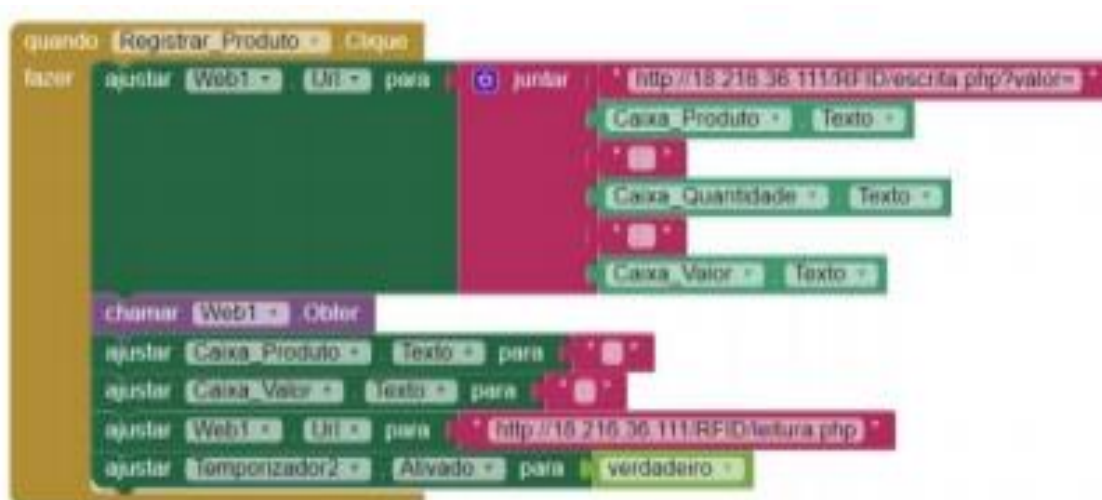 quando Registrar_Produto Clique
fazer ajustar Web1 Url para juntar " http://18.216.36.111/RFID/escrita.php?valor= "
Caixa_Produto Texto
" "
Caixa_Quantidade Texto
" "
Caixa_Valor Texto
chamar Web1 Obter
ajustar Caixa_Produto Texto para " "
ajustar Caixa_Valor Texto para " "
ajustar Web1 Url para " http://18.216.36.111/RFID/leitura.php "
ajustar Temporizador2 Ativado para verdadeiro